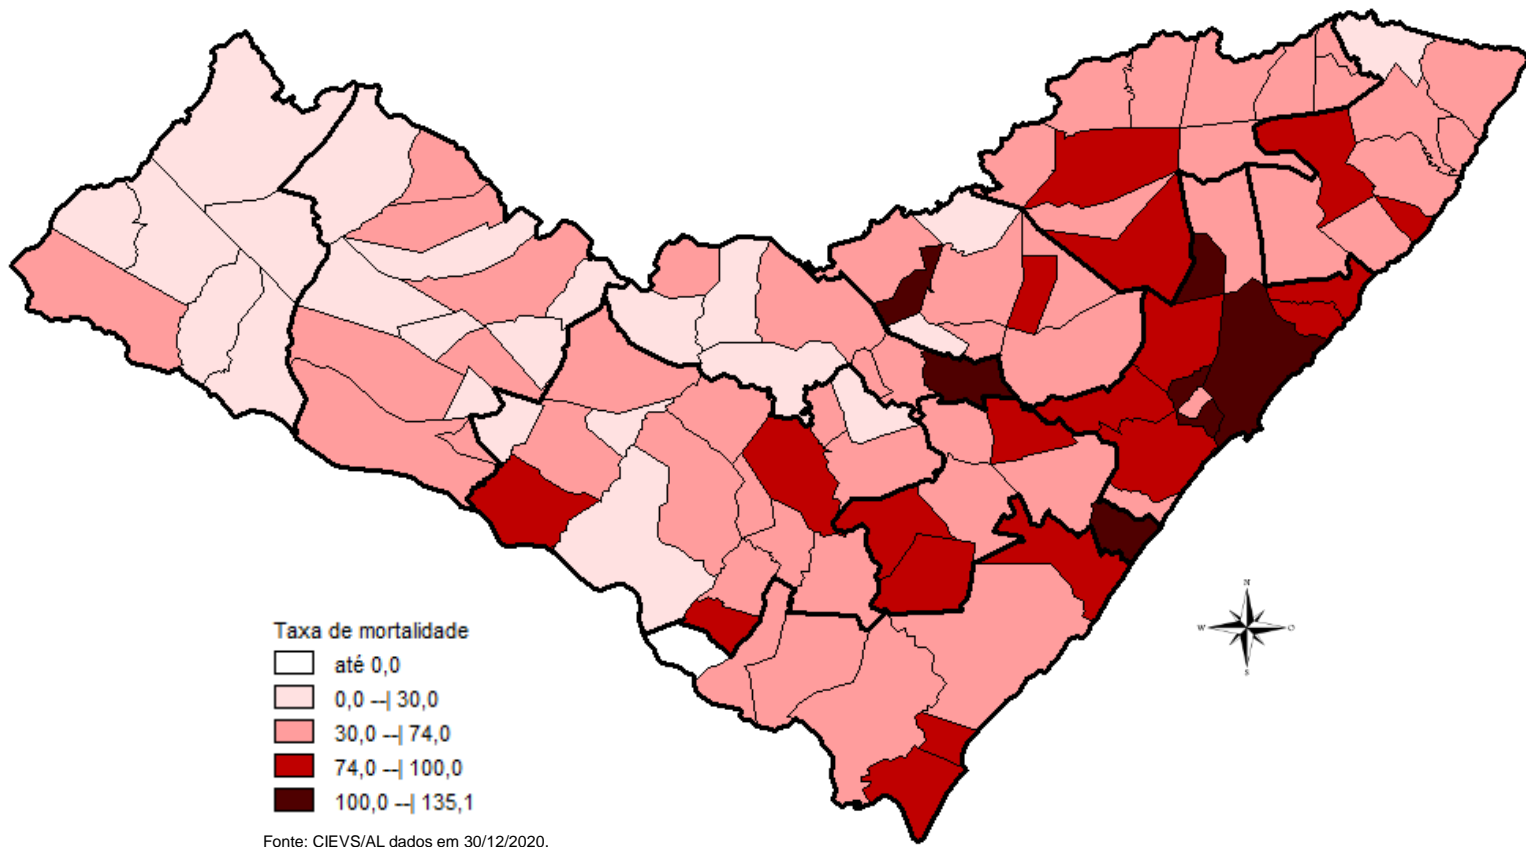 N
W
O
S
Taxa de mortalidade
até 0,0
0,0 --| 30,0
30,0 --| 74,0
74,0 --| 100,0
100,0 --| 135,1
Fonte: CIEVS/AL dados em 30/12/2020.